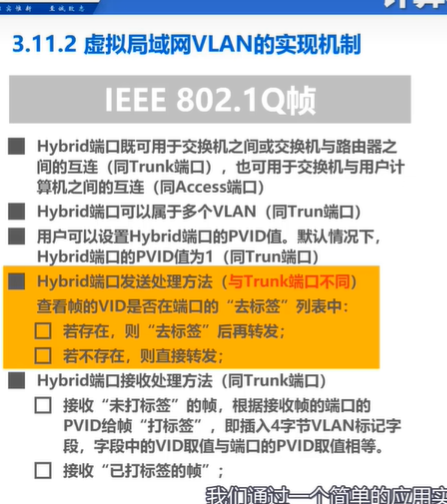 至诚致志
计算
3.11.2 虚拟局域网VLAN的实现机制
IEEE 802.1Q帧
Hybrid端口既可用于交换机之间或交换机与路由器之
间的互连（同Trunk端口），也可用于交换机与用户计
算机之间的互连（同Access端口）
Hybrid端口可以属于多个VLAN（同Trun端口）
用户可以设置Hybrid端口的PVID值。默认情况下，
Hybrid端口的PVID值为1（同Trun端口）
Hybrid端口发送处理方法（与Trunk端口不同）
查看帧的VID是否在端口的“去标签”列表中：
若存在，则“去标签”后再转发；
若不存在，则直接转发；
Hybrid端口接收处理方法（同Trunk端口）
接收“未打标签”的帧，根据接收帧的端口的
PVID给帧“打标签”，即插入4字节VLAN标记字
段，字段中的VID取值与端口的PVID取值相等。
接收“已打标签的帧”；
我们通过一个简单的应用实